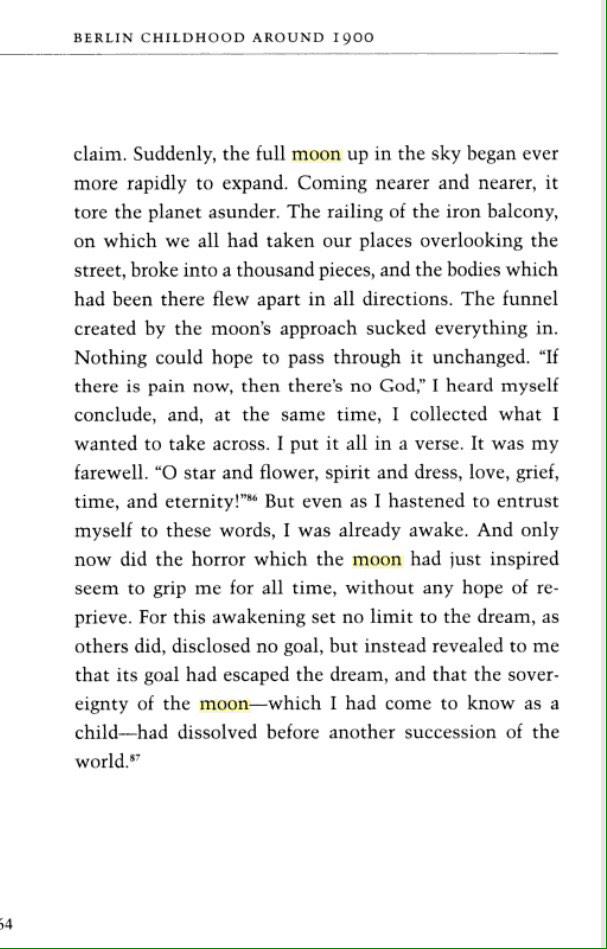 BERLIN CHILDHOOD AROUND 1900
claim. Suddenly, the full moon up in the sky began ever
more rapidly to expand. Coming nearer and nearer, it
tore the planet asunder. The railing of the iron balcony,
on which we all had taken our places overlooking the
street, broke into a thousand pieces, and the bodies which
had been there flew apart in all directions. The funnel
created by the moon's approach sucked everything in.
Nothing could hope to pass through it unchanged. “If
there is pain now, then there's no God,” I heard myself
conclude, and, at the same time, I collected what I
wanted to take across. I put it all in a verse. It was my
farewell. “O star and flower, spirit and dress, love, grief,
time, and eternity!”⁸⁶ But even as I hastened to entrust
myself to these words, I was already awake. And only
now did the horror which the moon had just inspired
seem to grip me for all time, without any hope of re-
prieve. For this awakening set no limit to the dream, as
others did, disclosed no goal, but instead revealed to me
that its goal had escaped the dream, and that the sover-
eignty of the moon—which I had come to know as a
child—had dissolved before another succession of the
world.⁸⁷